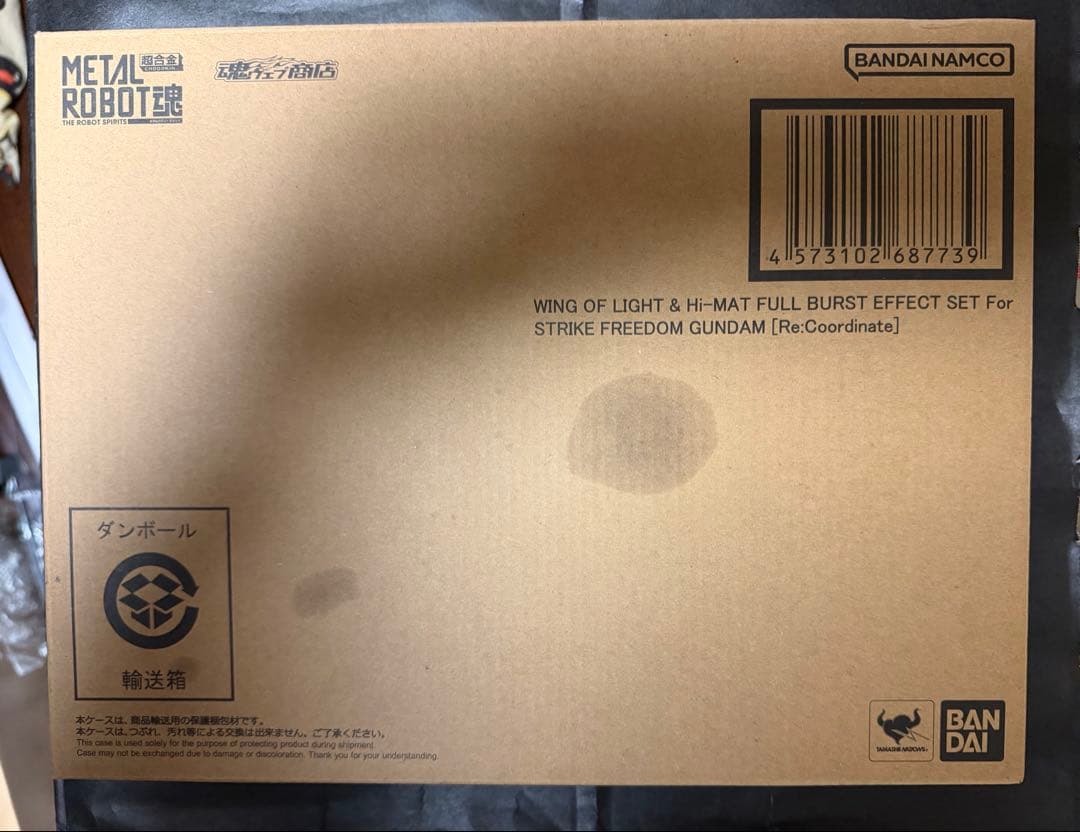 METAL 超合金
CHOGOKIN
ROBOT魂
THE ROBOT SPIRITS
魂ウェブ商店
BANDAI NAMCO
4 573102 687739
WING OF LIGHT & Hi-MAT FULL BURST EFFECT SET For
STRIKE FREEDOM GUNDAM [Re:Coordinate]
ダンボール
輸送箱
本ケースは、商品輸送用の保護梱包材です。
本ケースは、つぶれ、汚れ等による交換は出来ません。ご了承ください。
This case is used solely for the purpose of protecting product during shipment.
Case may not be exchanged due to damage or discoloration. Thank you for your understanding.
TAMASHII NATIONS
BAN
DAI